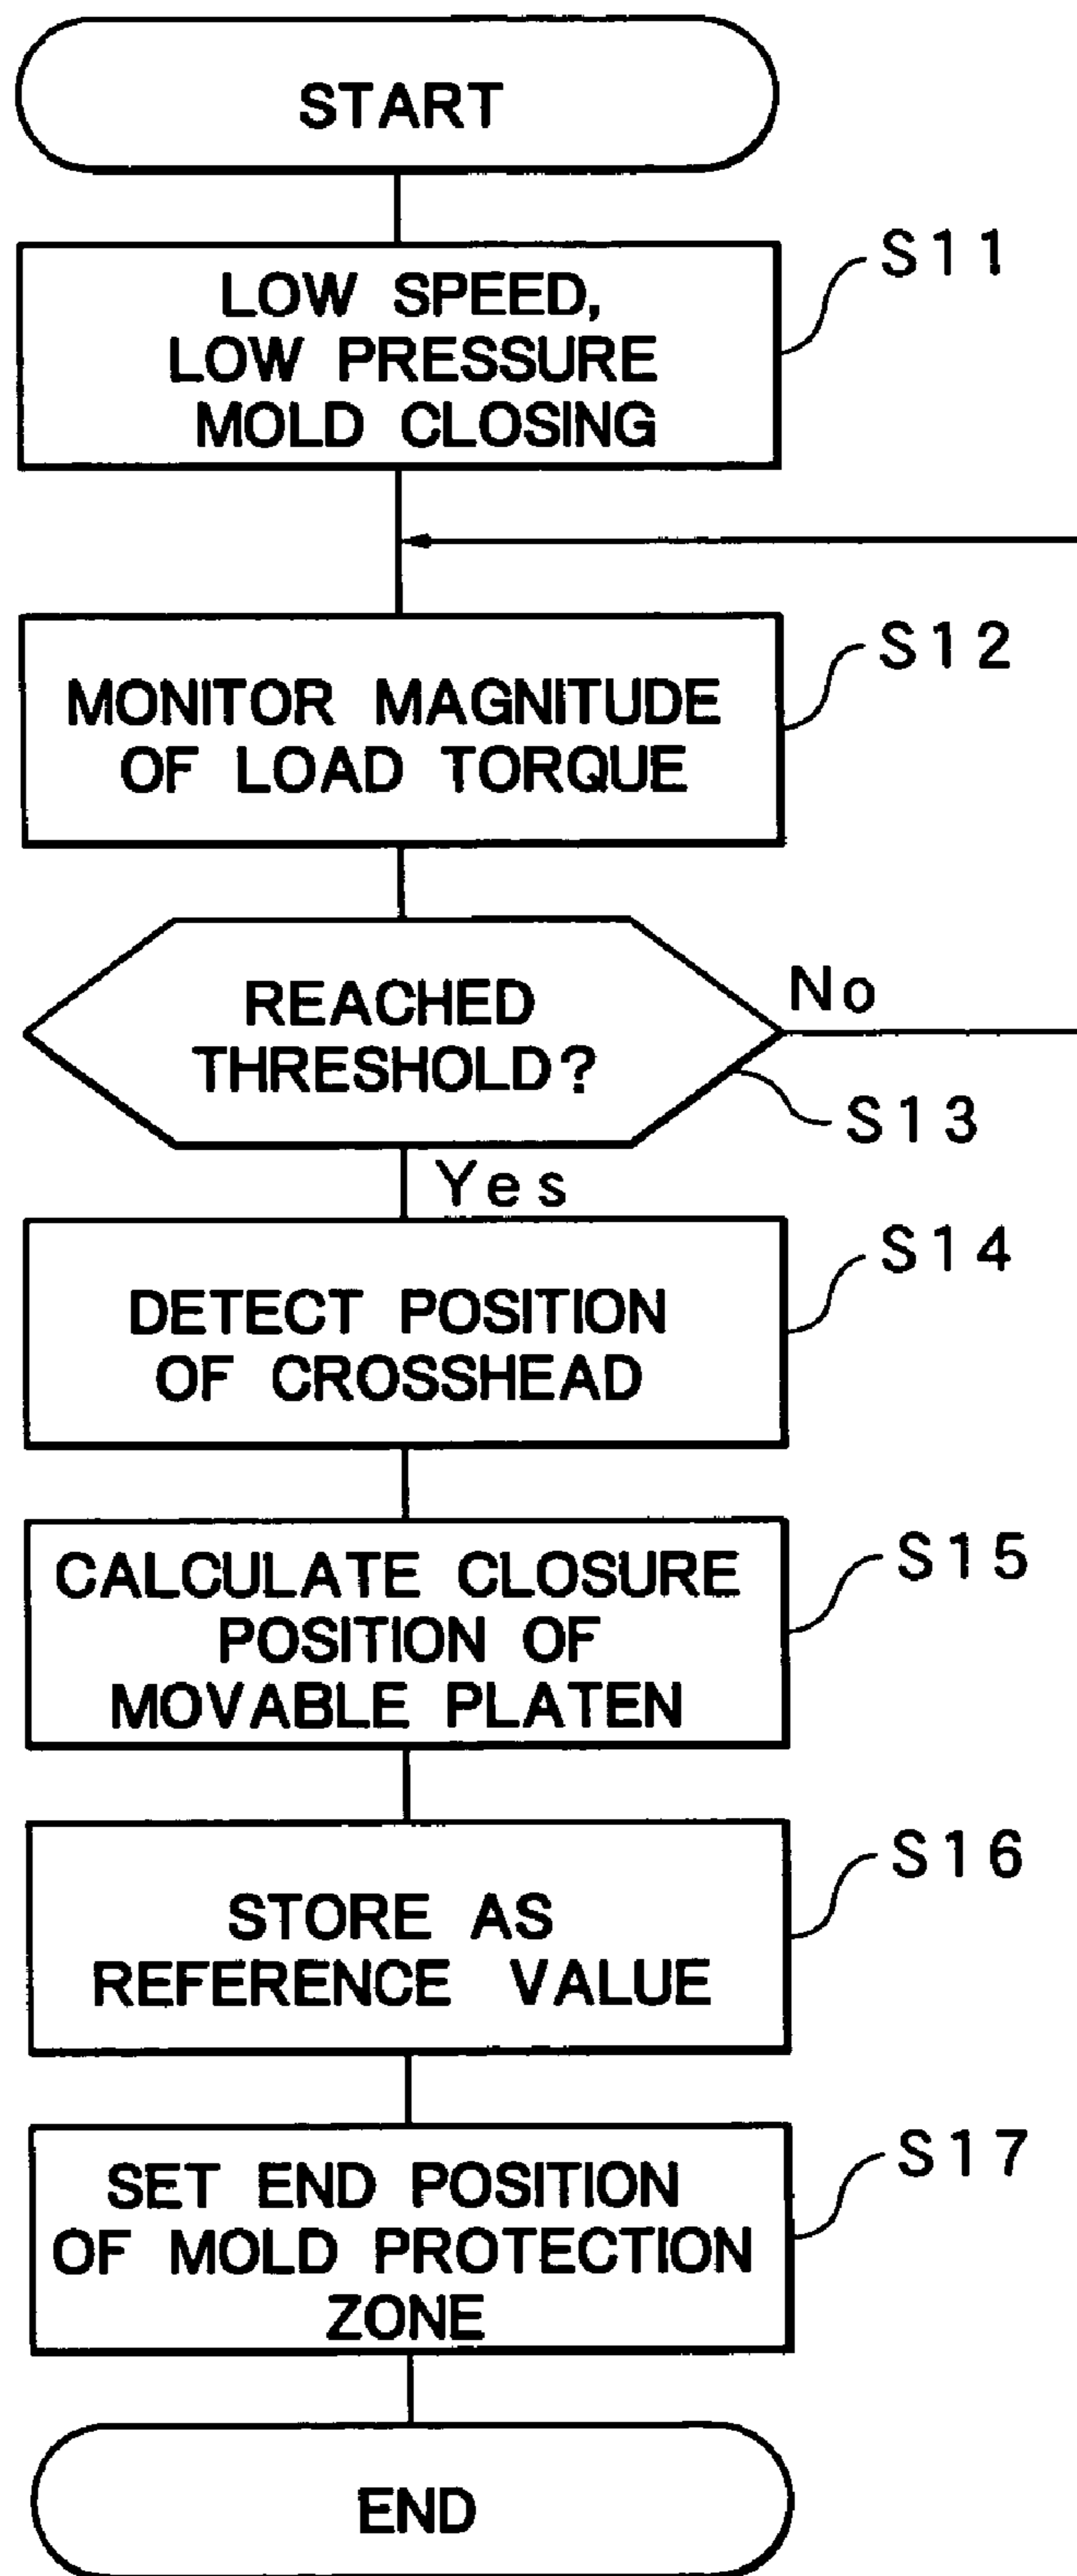 START
S11
LOW SPEED,
LOW PRESSURE
MOLD CLOSING
S12
MONITOR MAGNITUDE
OF LOAD TORQUE
No
REACHED
THRESHOLD?
S13
Yes
S14
DETECT POSITION
OF CROSSHEAD
S15
CALCULATE CLOSURE
POSITION OF
MOVABLE PLATEN
S16
STORE AS
REFERENCE VALUE
S17
SET END POSITION
OF MOLD PROTECTION
ZONE
END